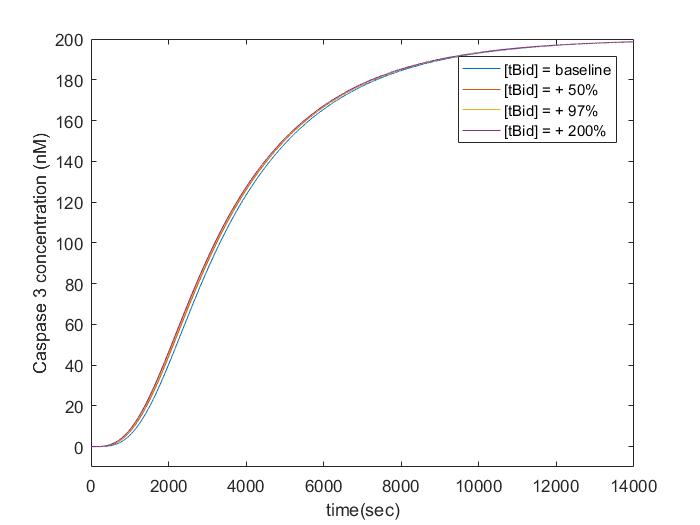 200
180
160
140
120
100
80
60
40
20
0
Caspase 3 concentration (nM)
[tBid] = baseline
[tBid] = + 50%
[tBid] = + 97%
[tBid] = + 200%
0 2000 4000 6000 8000 10000 12000 14000
time(sec)